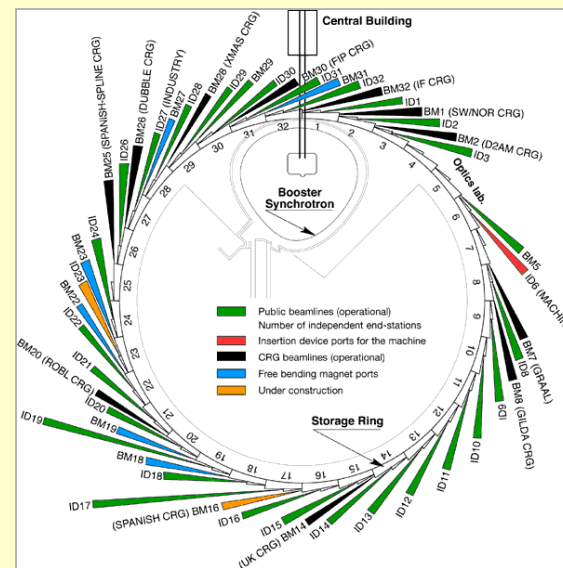 Central Building
BM25 (SPANISH-SPLINE CRG)
ID26
BM26 (DUBBLE CRG)
ID27 (INDUSTRY)
BM27
ID28
BM28 (XMAS CRG)
ID29
BM29
ID30
BM30 (FIP CRG)
ID31
BM31
ID32
BM32 (IF CRG)
ID1
BM1 (SW/NOR CRG)
ID2
BM2 (D2AM CRG)
ID3
Optics lab.
BM5
ID6 (MACHIN
BM7 (GRAAL)
ID8
BM8 (GILDA CRG)
ID9
ID10
ID11
ID12
ID13
ID14
(UK CRG) BM14
ID15
ID16
(SPANISH CRG) BM16
ID17
ID18
BM18
BM19
ID19
ID20
BM20 (ROBL CRG)
ID21
ID22
BM22
ID23
BM23
ID24
1
2
3
4
5
6
7
8
9
10
11
12
13
14
15
16
17
18
19
20
21
22
23
24
25
26
27
28
29
30
31
32
Booster
Synchrotron
Public beamlines (operational)
Number of independent end-stations
Insertion device ports for the machine
CRG beamlines (operational)
Free bending magnet ports
Under construction
Storage Ring